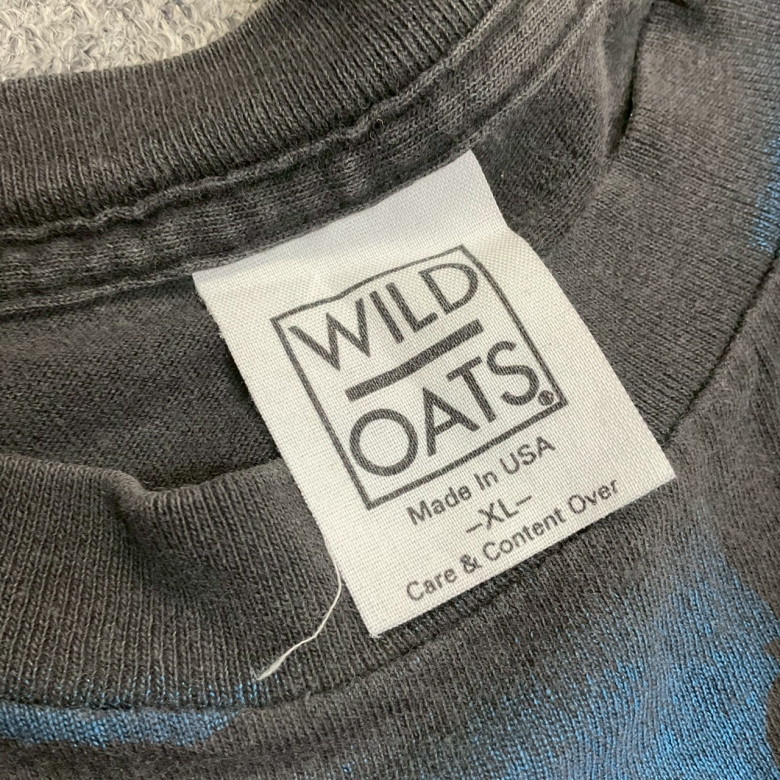 WILD
OATS®
Made In USA
-XL-
Care & Content Over